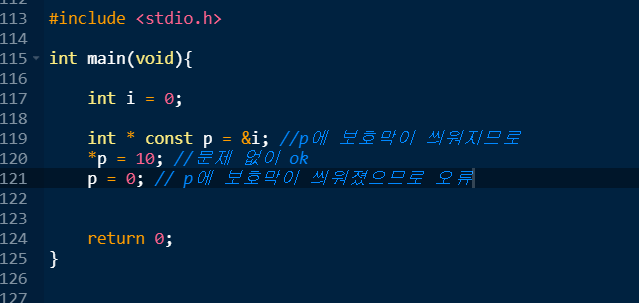 112
113 #include <stdio.h>
114
115 int main(void){
116
117 int i = 0;
118
119 int * const p = &i; //p에 보호막이 씌워지므로
120 *p = 10; //문제 없이 ok
121 p = 0; // p에 보호막이 씌워졌으므로 오류
122
123
124 return 0;
125 }
126
127